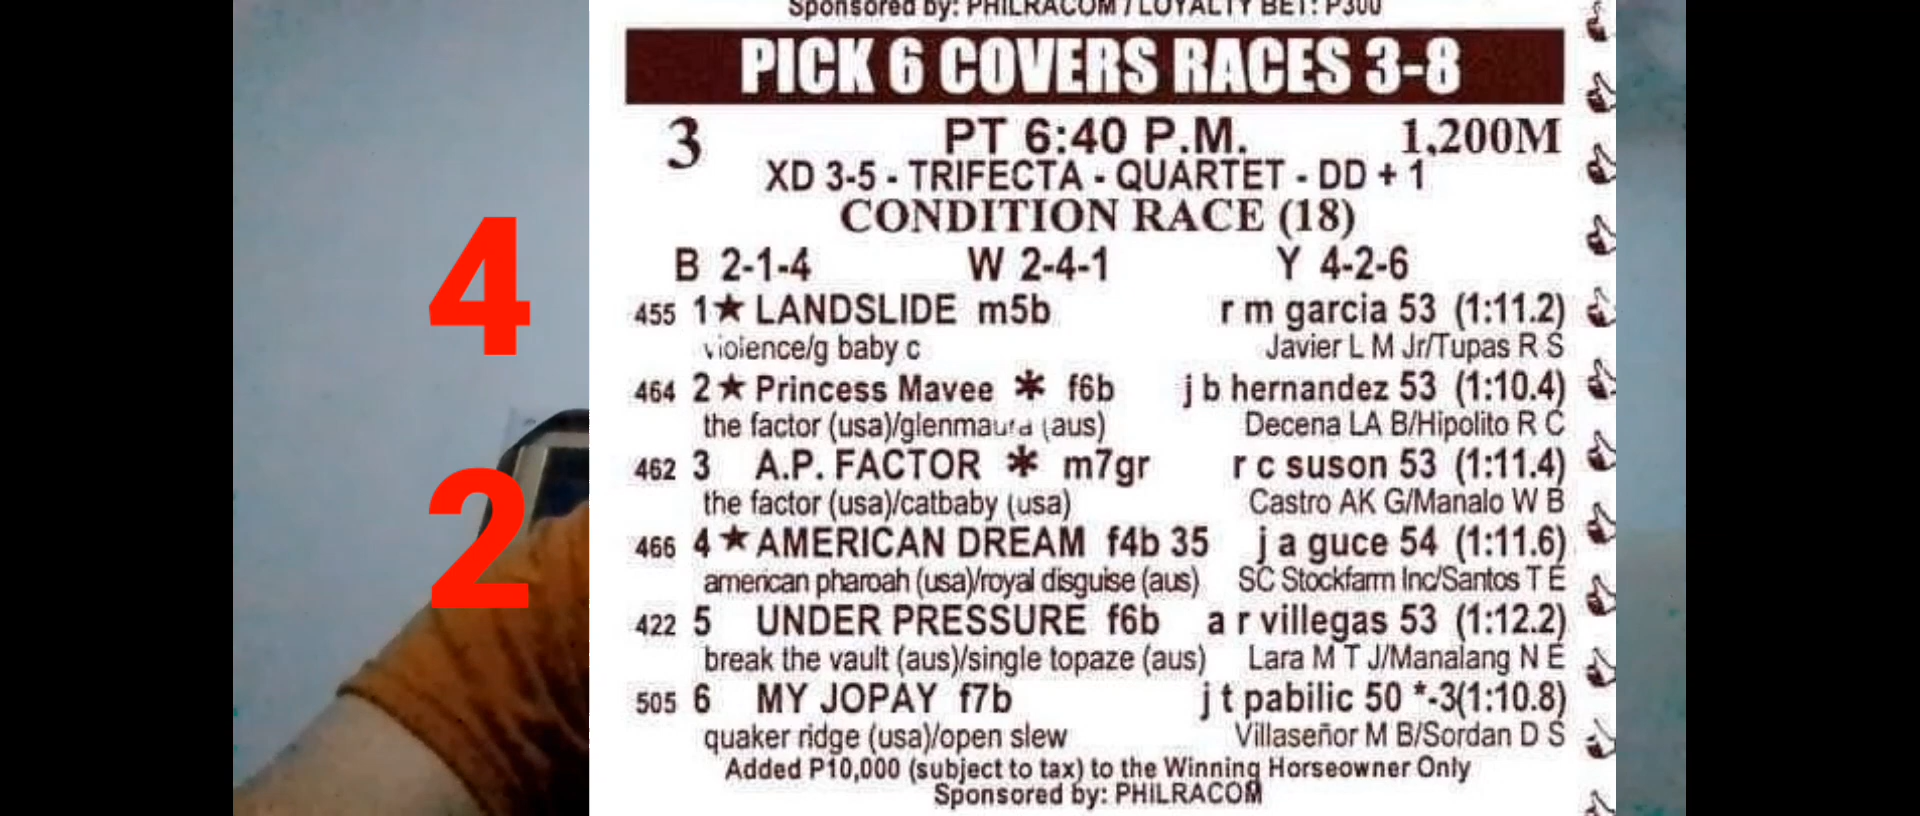 Sponsored by: PHILRACOM / LOYALTY BET: P300
PICK 6 COVERS RACES 3-8
3 PT 6:40 P.M. 1,200M
XD 3-5 - TRIFECTA - QUARTET - DD + 1
CONDITION RACE (18)
B 2-1-4 W 2-4-1 Y 4-2-6
455 1★ LANDSLIDE m5b r m garcia 53 (1:11.2)
violence/g baby c Javier L M Jr/Tupas R S
464 2★ Princess Mavee * f6b j b hernandez 53 (1:10.4)
the factor (usa)/glenmaura (aus) Decena LA B/Hipolito R C
462 3 A.P. FACTOR * m7gr r c suson 53 (1:11.4)
the factor (usa)/catbaby (usa) Castro AK G/Manalo W B
466 4★ AMERICAN DREAM f4b 35 j a guce 54 (1:11.6)
american pharoah (usa)/royal disguise (aus) SC Stockfarm Inc/Santos T E
422 5 UNDER PRESSURE f6b a r villegas 53 (1:12.2)
break the vault (aus)/single topaze (aus) Lara M T J/Manalang N E
505 6 MY JOPAY f7b j t pabilic 50 *-3(1:10.8)
quaker ridge (usa)/open slew Villaseñor M B/Sordan D S
Added P10,000 (subject to tax) to the Winning Horseowner Only
Sponsored by: PHILRACOM
4
2